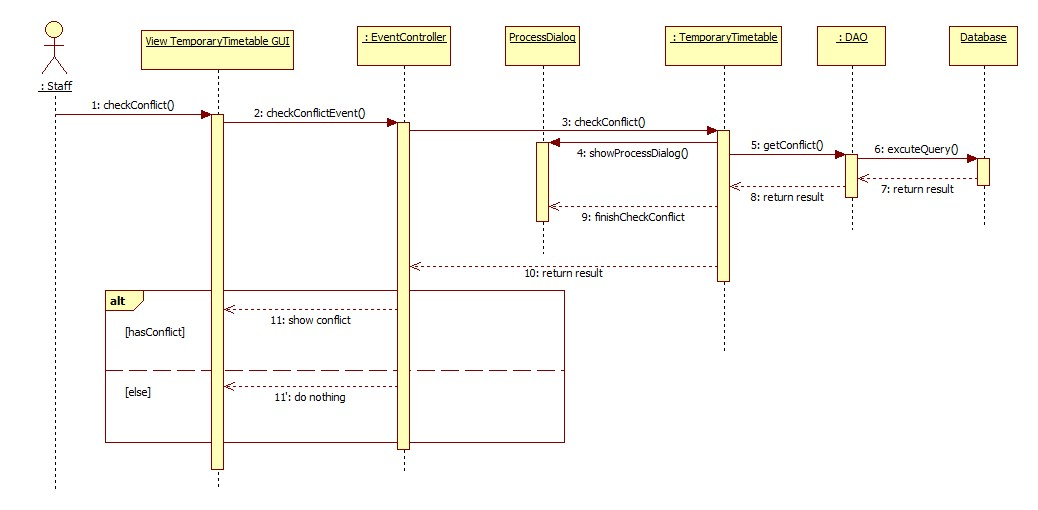 View TemporaryTimetable GUI
: EventController
ProcessDialog
: TemporaryTimetable
: DAO
Database
: Staff
1: checkConflict()
2: checkConflictEvent()
3: checkConflict()
4: showProcessDialog()
5: getConflict()
6: excuteQuery()
7: return result
8: return result
9: finishCheckConflict
10: return result
alt
11: show conflict
[hasConflict]
[else]
11': do nothing